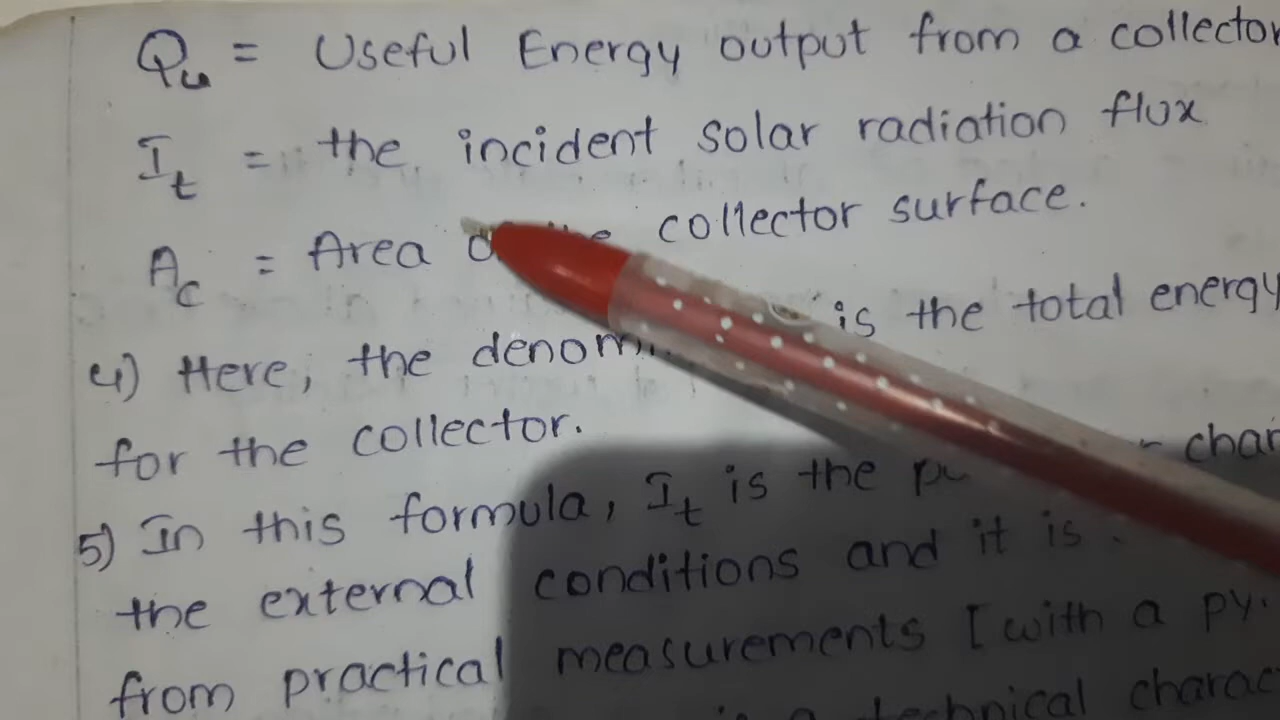 Qu = Useful Energy output from a collector
It = the incident solar radiation flux
Ac = Area collector surface.
4) Here, the is the total energy
for the collector.
5) In this formula, It is the
the external conditions and it is
from practical measurements [with a
technical